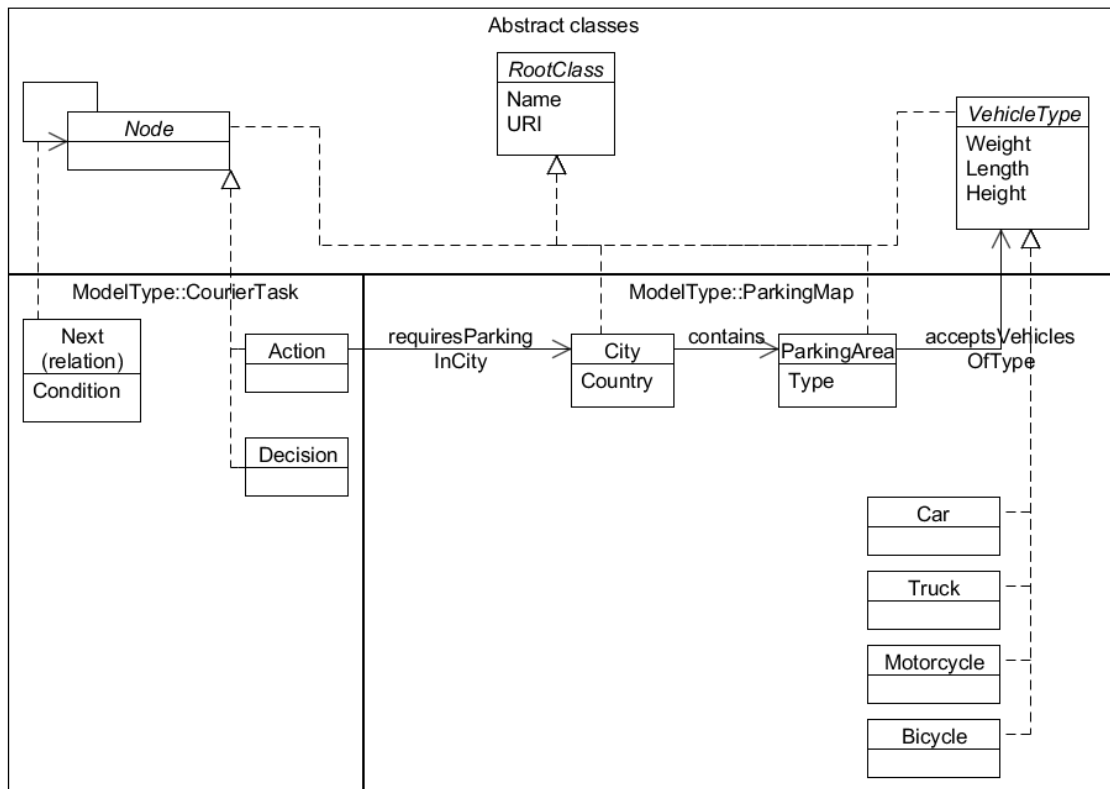 Abstract classes
RootClass
Name
URI
Node
VehicleType
Weight
Length
Height
ModelType::CourierTask
ModelType::ParkingMap
Next
(relation)
Condition
Action
requiresParking
InCity
City
Country
contains
ParkingArea
Type
acceptsVehicles
OfType
Decision
Car
Truck
Motorcycle
Bicycle